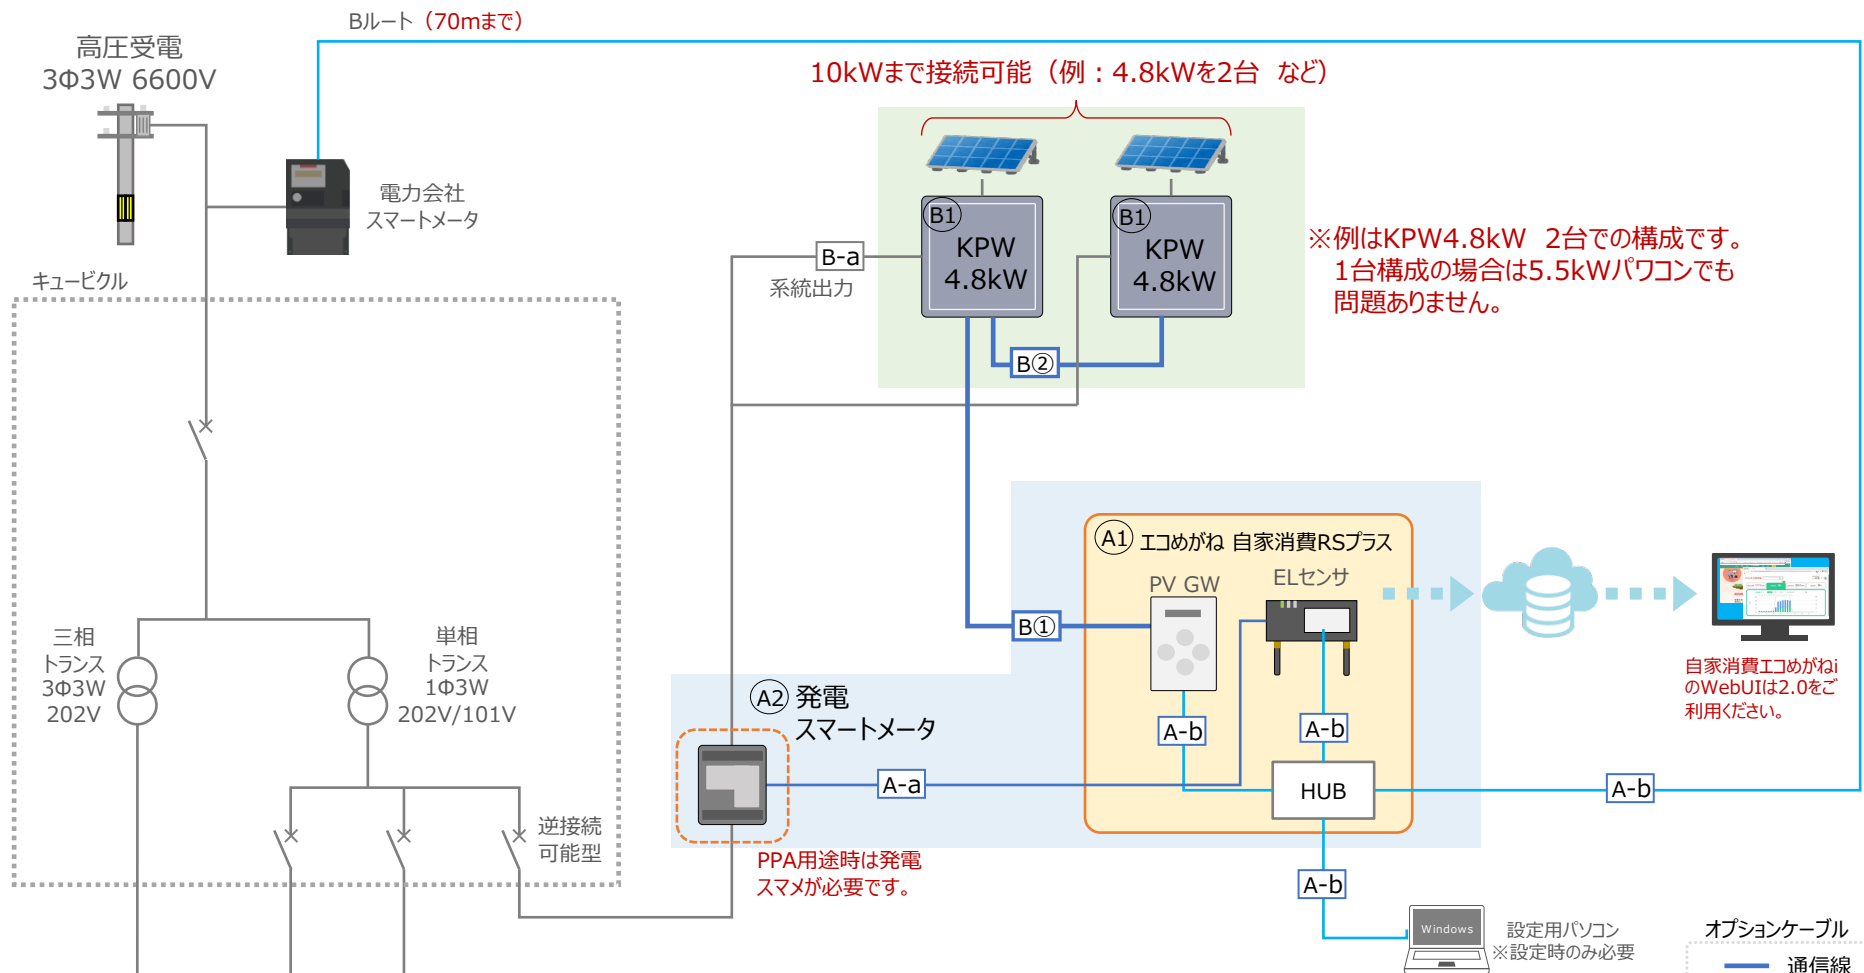 Bルート（70mまで）
高圧受電
3Φ3W 6600V
10kWまで接続可能（例：4.8kWを2台 など）
電力会社
スマートメータ
キュービクル
B-a
系統出力
B1
KPW
4.8kW
B1
KPW
4.8kW
B②
※例はKPW4.8kW 2台での構成です。
1台構成の場合は5.5kWパワコンでも
問題ありません。
A1 エコめがね 自家消費RSプラス
PV GW
ELセンサ
B①
三相
トランス
3Φ3W
202V
単相
トランス
1Φ3W
202V/101V
A2 発電
スマートメータ
A-b
A-b
自家消費エコめがねi
のWebUIは2.0をご
利用ください。
A-a
HUB
A-b
逆接続
可能型
PPA用途時は発電
スマメが必要です。
A-b
Windows
設定用パソコン
※設定時のみ必要
オプションケーブル
通信線